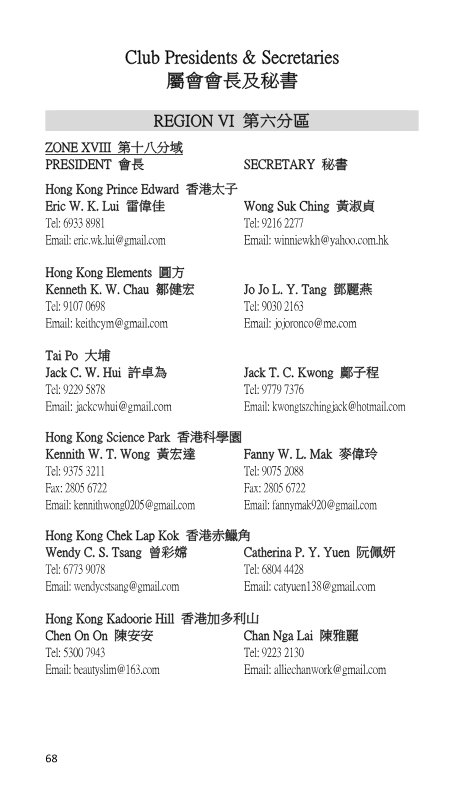 Club Presidents & Secretaries
屬會會長及秘書
REGION VI 第六分區
ZONE XVIII 第十八分域
PRESIDENT 會長 SECRETARY 秘書
Hong Kong Prince Edward 香港太子
Eric W. K. Lui 雷偉佳 Wong Suk Ching 黃淑貞
Tel: 6933 8981 Tel: 9216 2277
Email: eric.wk.lui@gmail.com Email: winniewkh@yahoo.com.hk
Hong Kong Elements 圓方
Kenneth K. W. Chau 鄒健宏 Jo Jo L. Y. Tang 鄧麗燕
Tel: 9107 0698 Tel: 9030 2163
Email: keithcym@gmail.com Email: jojoronco@me.com
Tai Po 大埔
Jack C. W. Hui 許卓為 Jack T. C. Kwong 鄺子程
Tel: 9229 5878 Tel: 9779 7376
Email: jackcwhui@gmail.com Email: kwongtszchingjack@hotmail.com
Hong Kong Science Park 香港科學園
Kennith W. T. Wong 黃宏達 Fanny W. L. Mak 麥偉玲
Tel: 9375 3211 Tel: 9075 2088
Fax: 2805 6722 Fax: 2805 6722
Email: kennithwong0205@gmail.com Email: fannymak920@gmail.com
Hong Kong Chek Lap Kok 香港赤鱲角
Wendy C. S. Tsang 曾彩嫦 Catherina P. Y. Yuen 阮佩妍
Tel: 6773 9078 Tel: 6804 4428
Email: wendycstsang@gmail.com Email: catyuen138@gmail.com
Hong Kong Kadoorie Hill 香港加多利山
Chen On On 陳安安 Chan Nga Lai 陳雅麗
Tel: 5300 7943 Tel: 9223 2130
Email: beautyslim@163.com Email: alliechanwork@gmail.com
68